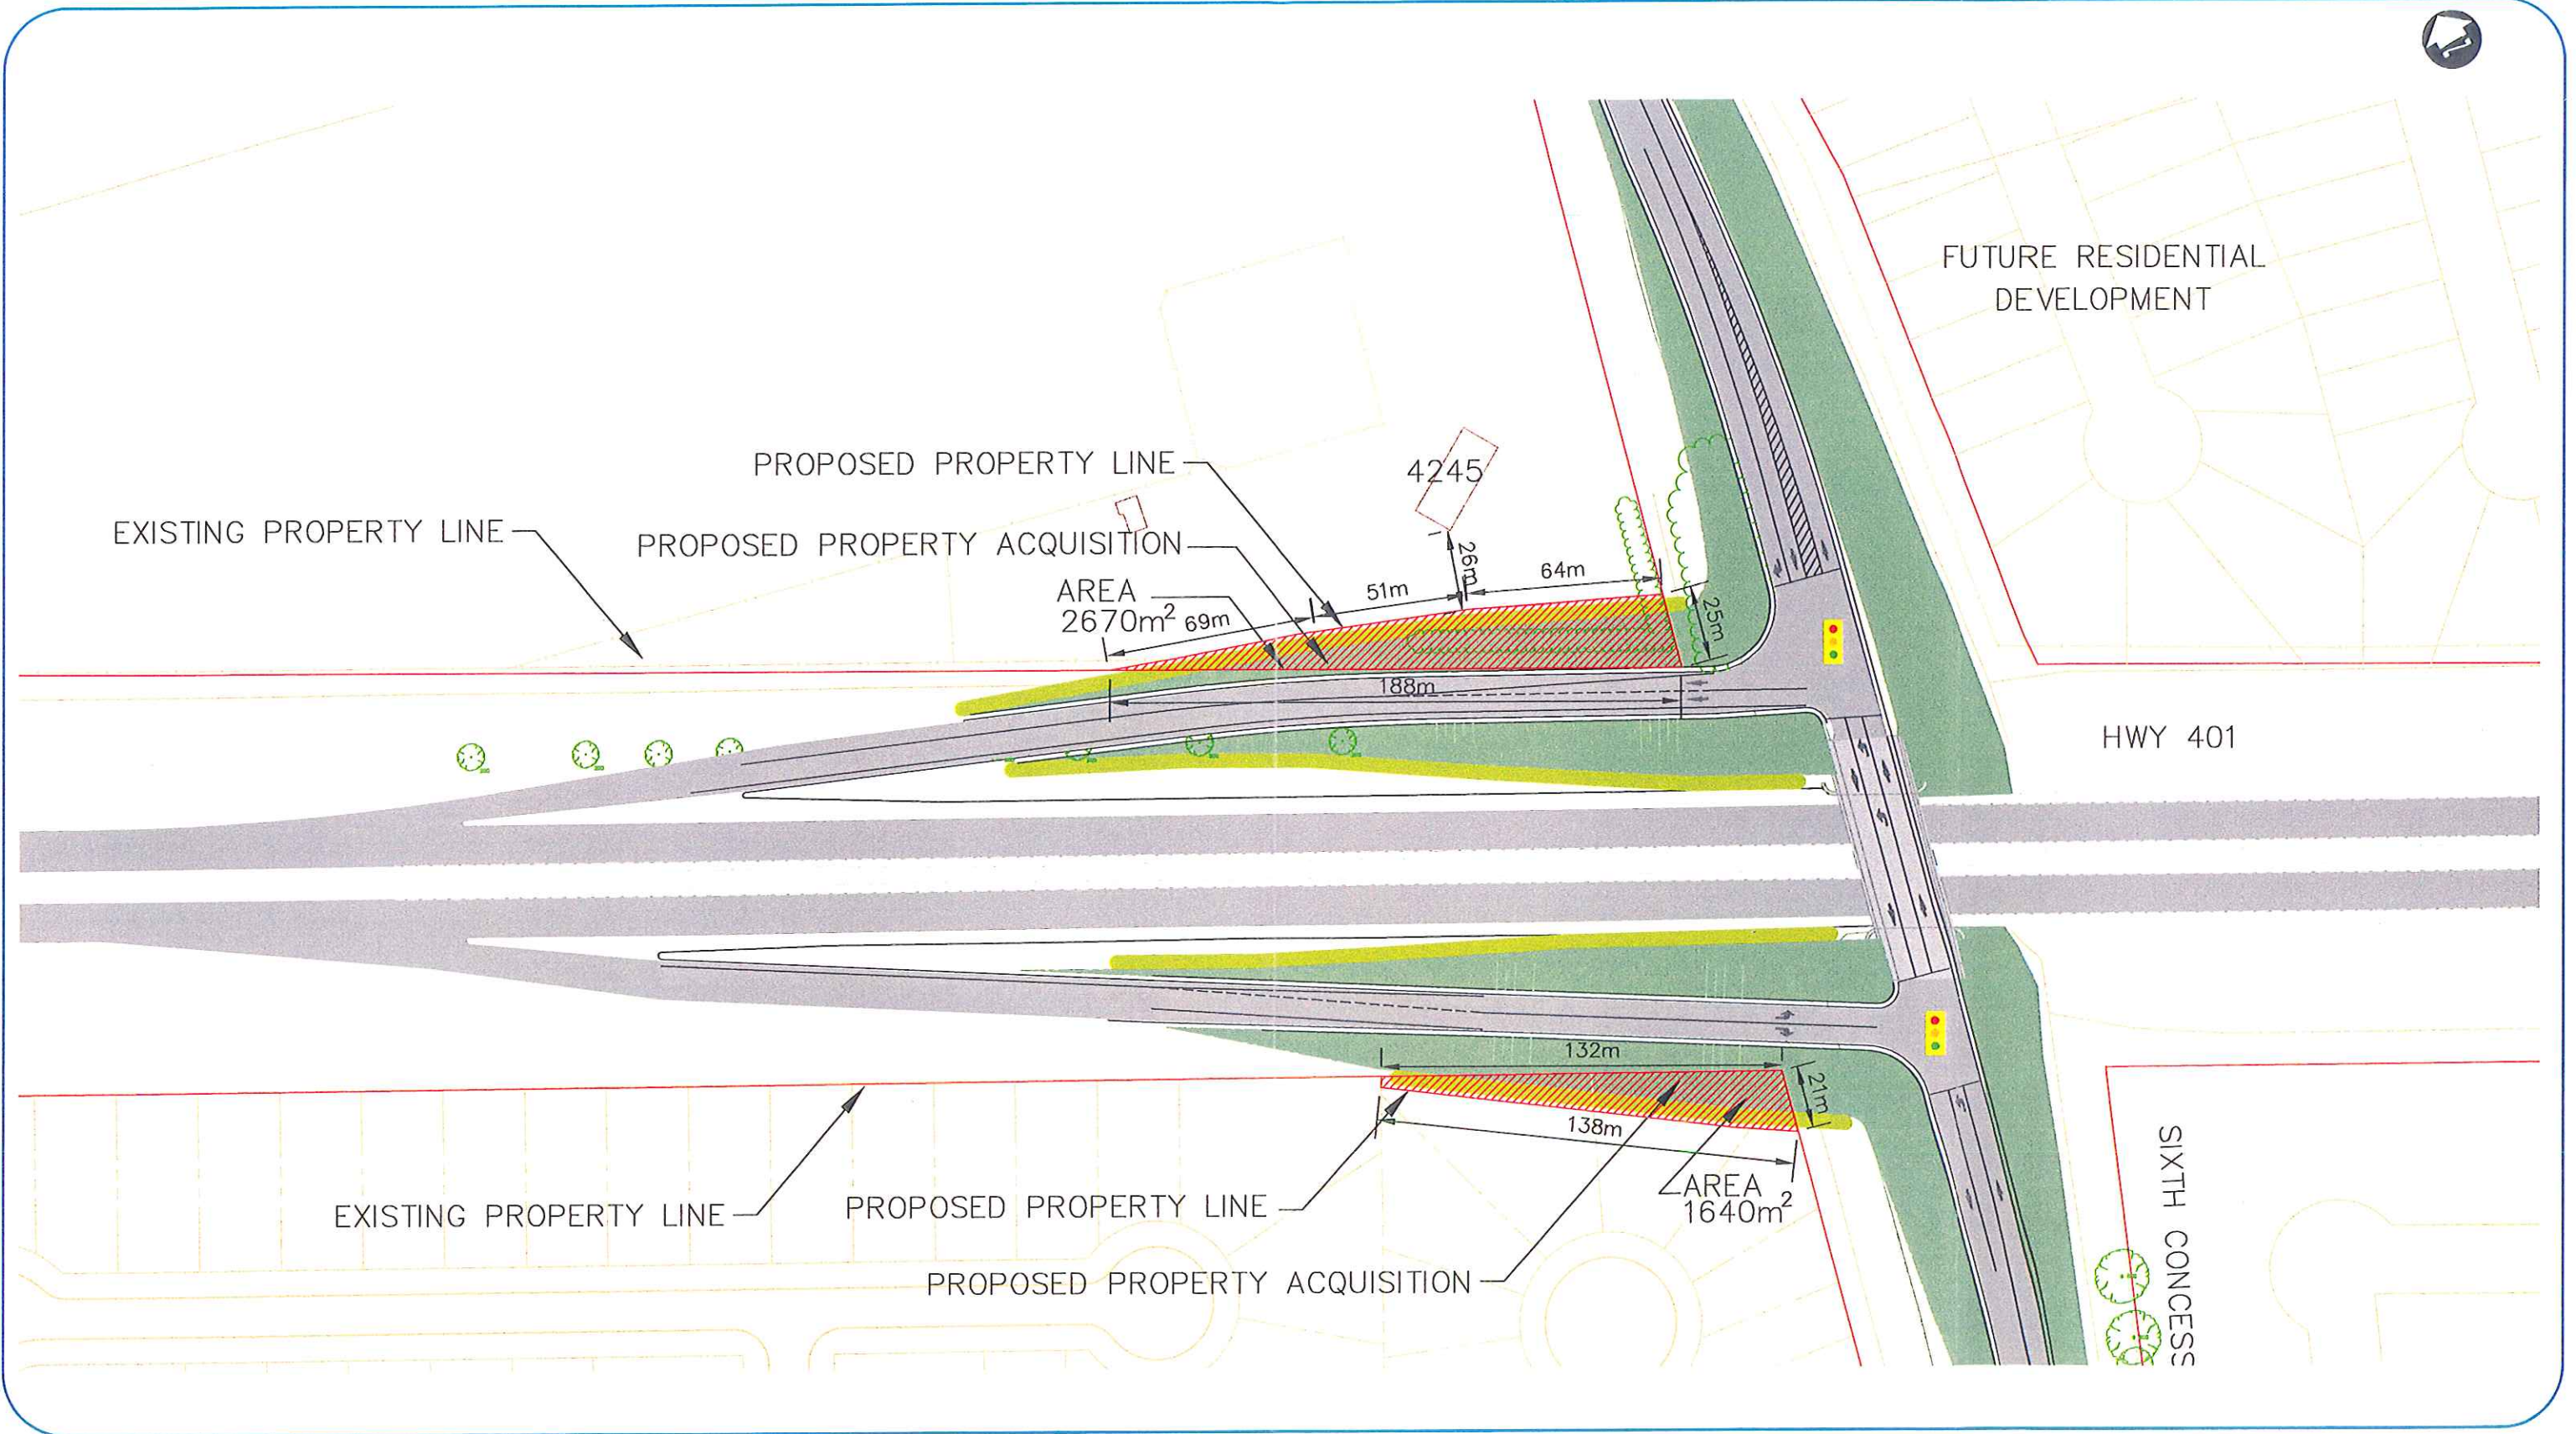 FUTURE RESIDENTIAL
DEVELOPMENT
PROPOSED PROPERTY LINE
4245
EXISTING PROPERTY LINE
PROPOSED PROPERTY ACQUISITION
26m
64m
51m
AREA
2670m²
69m
25m
188m
HWY 401
132m
21m
138m
AREA
1640m²
EXISTING PROPERTY LINE
PROPOSED PROPERTY LINE
PROPOSED PROPERTY ACQUISITION
SIXTH CONCESS